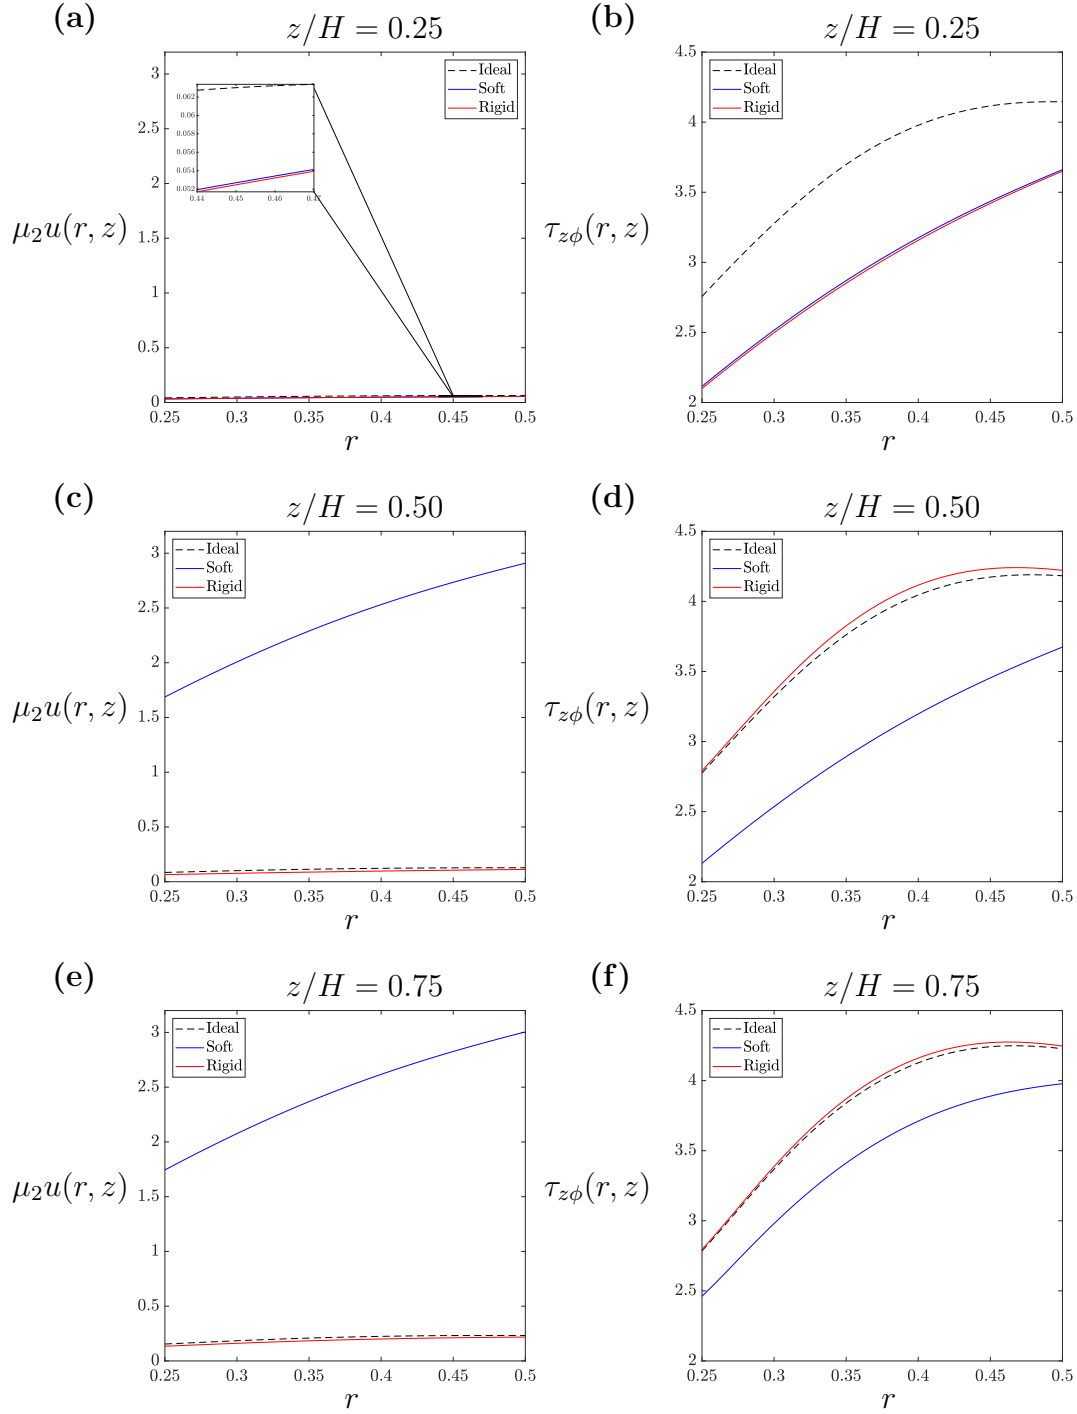 (a)
z/H = 0.25
3
2.5
2
1.5
1
0.5
0
0.25
0.3
0.35
0.4
0.45
0.5
μ₂u(r, z)
r
Ideal
Soft
Rigid
0.062
0.06
0.058
0.056
0.054
0.052
0.44
0.45
0.46
0.47
(b)
z/H = 0.25
4.5
4
3.5
3
2.5
2
0.25
0.3
0.35
0.4
0.45
0.5
τzϕ(r, z)
r
Ideal
Soft
Rigid
(c)
z/H = 0.50
3
2.5
2
1.5
1
0.5
0
0.25
0.3
0.35
0.4
0.45
0.5
μ₂u(r, z)
r
Ideal
Soft
Rigid
(d)
z/H = 0.50
4.5
4
3.5
3
2.5
2
0.25
0.3
0.35
0.4
0.45
0.5
τzϕ(r, z)
r
Ideal
Soft
Rigid
(e)
z/H = 0.75
3
2.5
2
1.5
1
0.5
0
0.25
0.3
0.35
0.4
0.45
0.5
μ₂u(r, z)
r
Ideal
Soft
Rigid
(f)
z/H = 0.75
4.5
4
3.5
3
2.5
2
0.25
0.3
0.35
0.4
0.45
0.5
τzϕ(r, z)
r
Ideal
Soft
Rigid